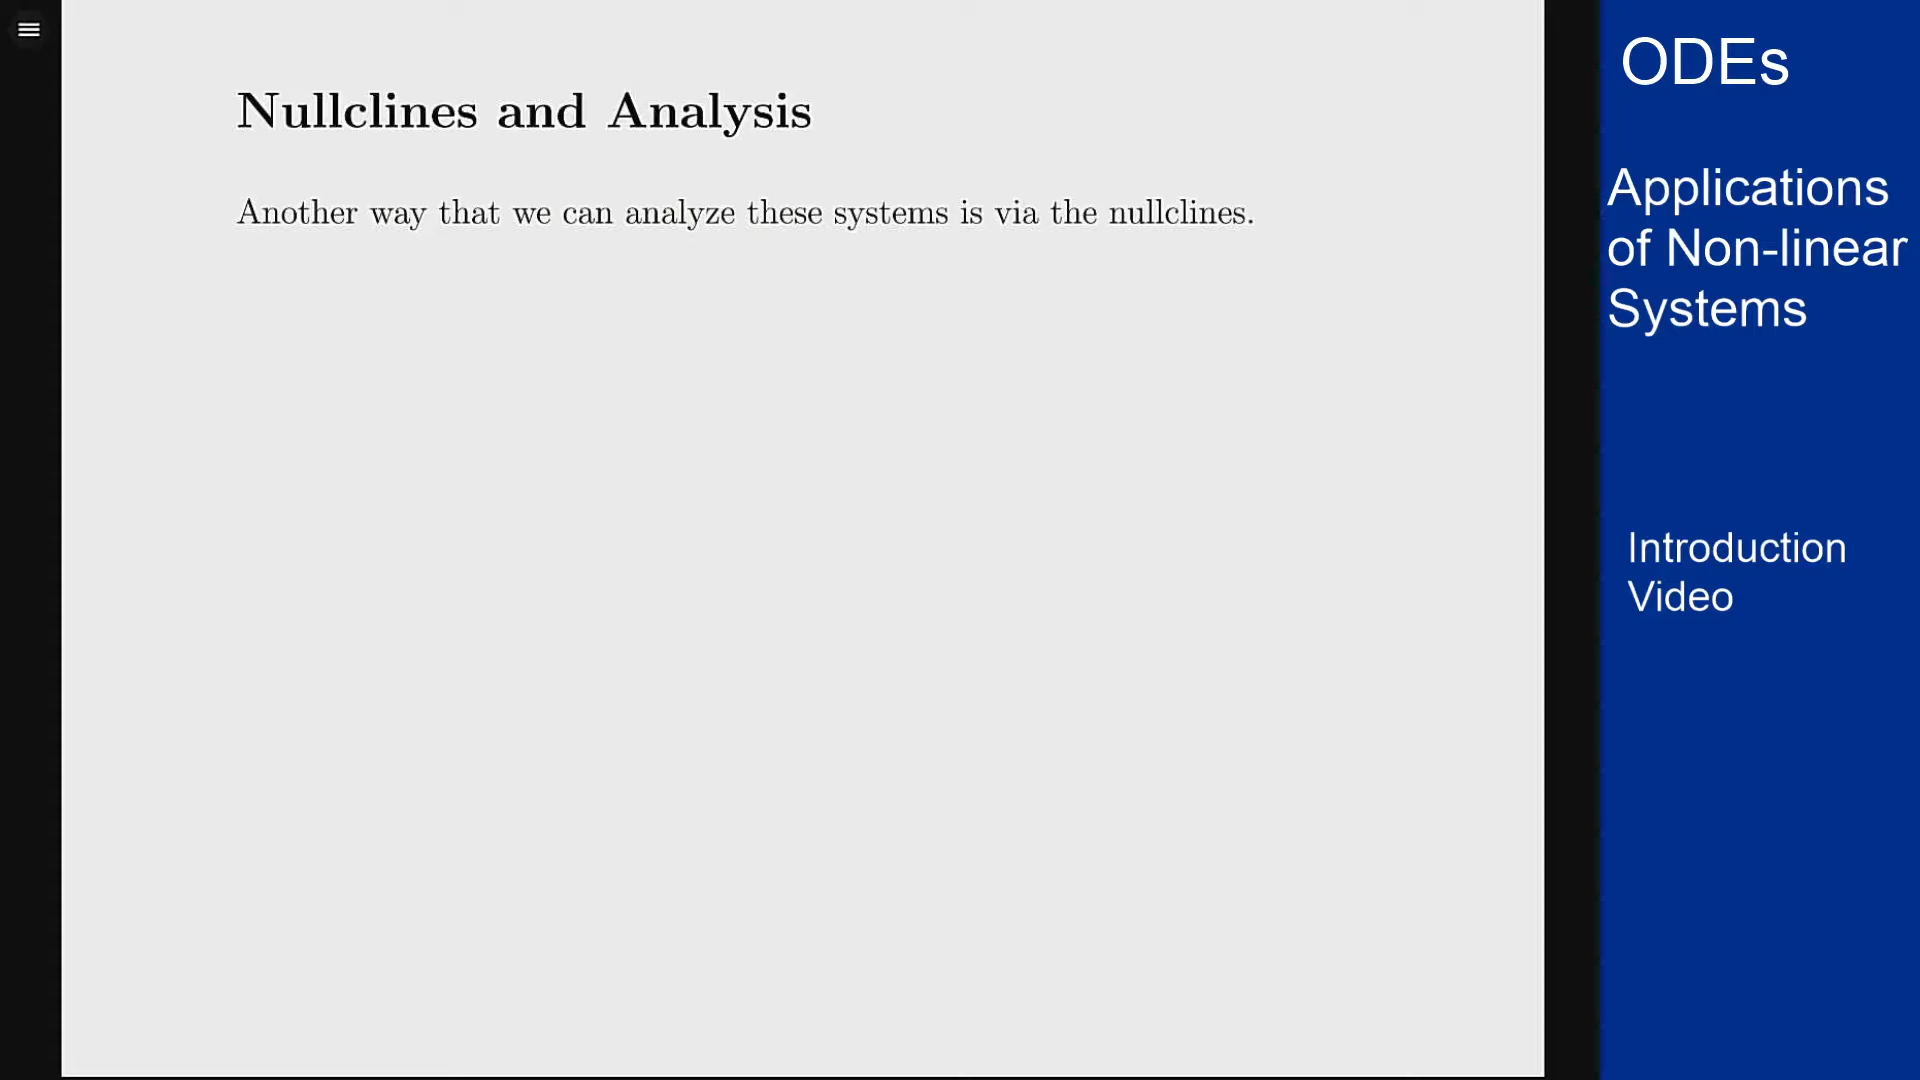 Nullclines and Analysis
Another way that we can analyze these systems is via the nullclines.
ODEs
Applications
of Non-linear
Systems
Introduction
Video